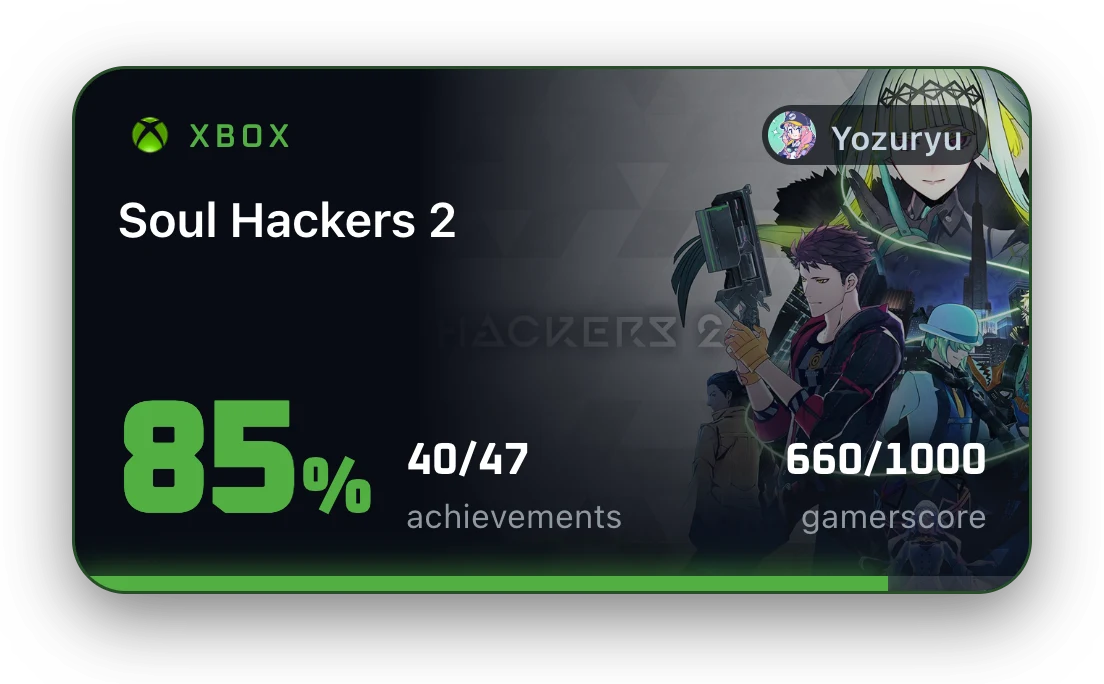 XBOX
Yozuryu
Soul Hackers 2
HACKERS 2
85%
40/47
achievements
660/1000
gamerscore